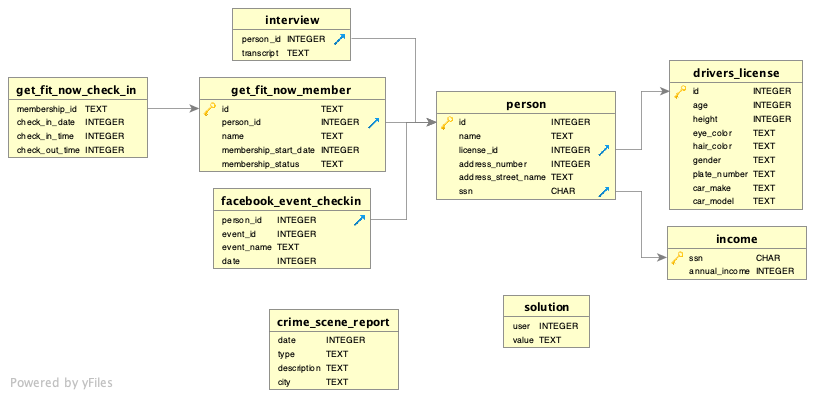 interview
person_id INTEGER
transcript TEXT
get_fit_now_check_in
membership_id TEXT
check_in_date INTEGER
check_in_time INTEGER
check_out_time INTEGER
get_fit_now_member
id TEXT
person_id INTEGER
name TEXT
membership_start_date INTEGER
membership_status TEXT
facebook_event_checkin
person_id INTEGER
event_id INTEGER
event_name TEXT
date INTEGER
person
id INTEGER
name TEXT
license_id INTEGER
address_number INTEGER
address_street_name TEXT
ssn CHAR
drivers_license
id INTEGER
age INTEGER
height INTEGER
eye_color TEXT
hair_color TEXT
gender TEXT
plate_number TEXT
car_make TEXT
car_model TEXT
income
ssn CHAR
annual_income INTEGER
crime_scene_report
date INTEGER
type TEXT
description TEXT
city TEXT
solution
user INTEGER
value TEXT
Powered by yFiles